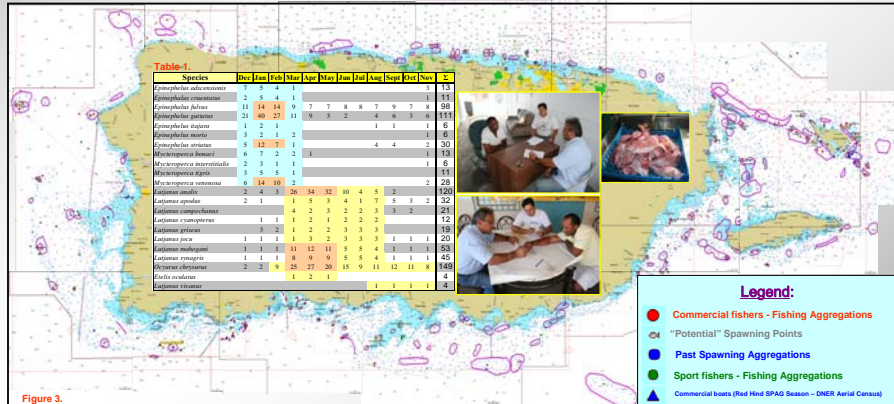 Table 1.
Species Dec Jan Feb Mar Apr May Jun Jul Aug Sept Oct Nov Σ
Epinephelus adscensionis 7 5 4 1 3 13
Epinephelus cruentatus 2 5 4 1 1 11
Epinephelus fulvus 11 14 14 9 7 7 8 8 7 9 7 8 98
Epinephelus guttatus 21 40 27 11 9 3 2 4 6 3 6 111
Epinephelus itajara 1 2 1 1 1 1 6
Epinephelus morio 3 2 1 2 1 6
Epinephelus striatus 5 12 7 1 4 4 2 30
Mycteroperca bonaci 6 7 2 2 1 1 13
Mycteroperca interstitialis 2 3 1 1 6
Mycteroperca tigris 3 5 5 1 11
Mycteroperca venenosa 6 14 10 2 2 28
Lutjanus analis 2 4 3 26 34 32 10 4 5 2 120
Lutjanus apodus 2 1 1 5 3 4 1 7 5 3 2 32
Lutjanus campechanus 4 2 3 2 2 3 3 2 21
Lutjanus cyanopterus 1 1 1 2 1 2 2 2 12
Lutjanus griseus 3 2 1 2 2 3 3 3 19
Lutjanus jocu 1 1 1 1 3 2 3 3 3 1 1 1 20
Lutjanus mahogani 1 1 1 11 12 11 5 5 4 1 1 1 53
Lutjanus synagris 1 1 1 8 9 9 5 5 4 1 1 1 45
Ocyurus chrysurus 2 2 9 25 27 20 15 9 11 12 11 8 149
Etelis oculatus 1 2 1 4
Lutjanus vivanus 1 1 1 1 4
Legend:
Commercial fishers - Fishing Aggregations
“Potential” Spawning Points
Past Spawning Aggregations
Sport fishers - Fishing Aggregations
Commercial boats (Red Hind SPAG Season – DNER Aerial Census)
Figure 3.